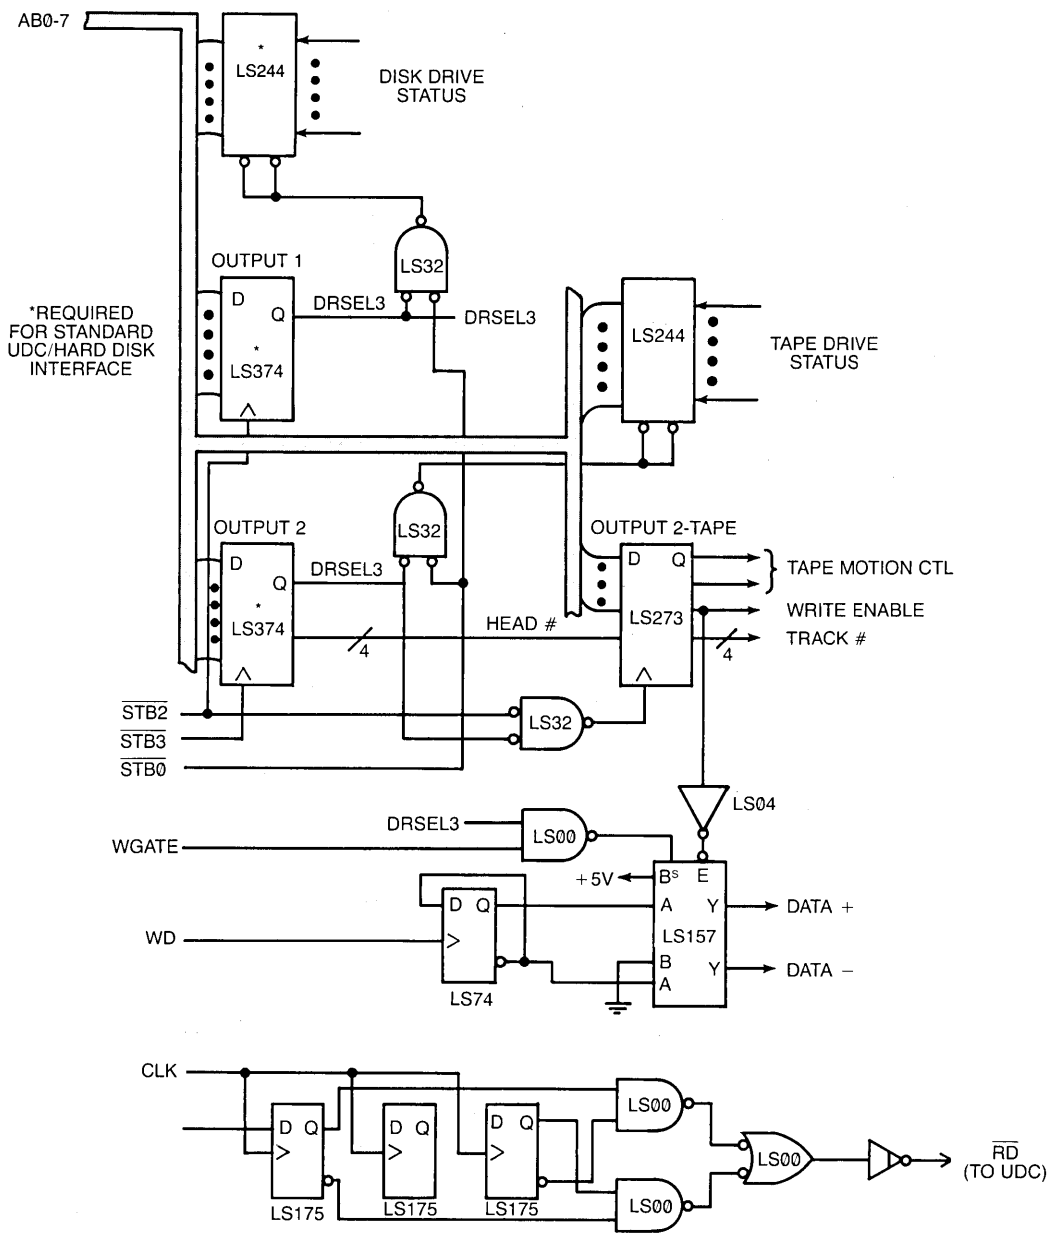 AB0-7
*
LS244
DISK DRIVE
STATUS
OUTPUT 1
LS32
D
Q
DRSEL3
DRSEL3
*
LS374
*REQUIRED
FOR STANDARD
UDC/HARD DISK
INTERFACE
LS244
TAPE DRIVE
STATUS
OUTPUT 2
LS32
OUTPUT 2-TAPE
D
Q
DRSEL3
*
LS374
HEAD #
4
D
Q
LS273
TAPE MOTION CTL
WRITE ENABLE
TRACK #
4
STB2
STB3
STB0
LS32
LS04
DRSEL3
WGATE
LS00
+5V
BS
E
D
Q
A
Y
DATA +
WD
LS157
B
A
Y
DATA −
LS74
CLK
D
Q
D
Q
D
Q
LS175
LS175
LS175
LS00
LS00
LS00
RD
(TO UDC)